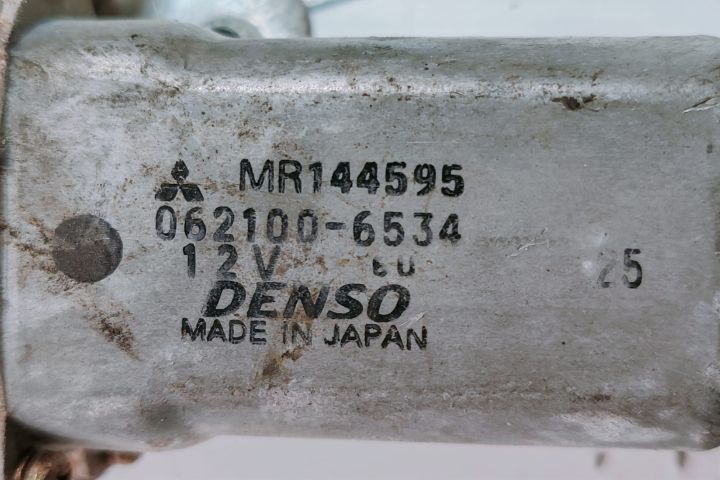 MR144595
062100-6534
12V 25
DENSO
MADE IN JAPAN